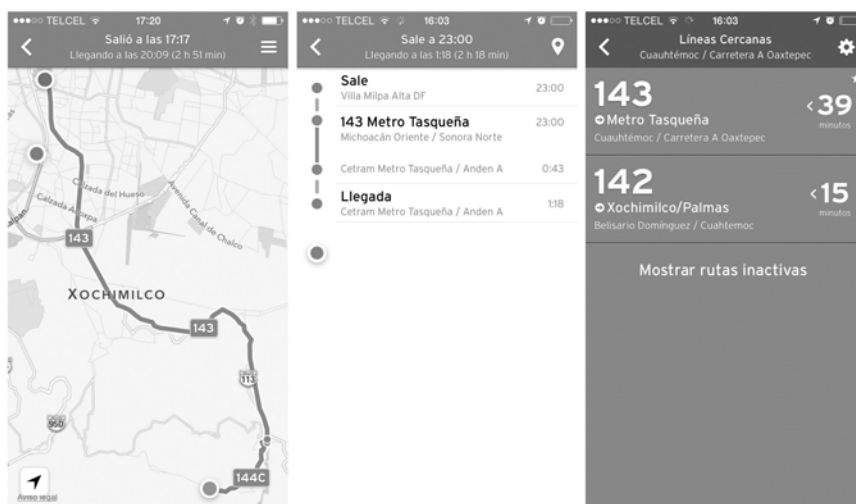 TELCEL 17:20
Salió a las 17:17
Llegando a las 20:09 (2 h 51 min)
Calzada del Hueso
Calzada Acoxpa
Avenida Canal de Chalco
143
XOCHIMILCO
143
113
95D
144C
Aviso legal
TELCEL 16:03
Sale a 23:00
Llegando a las 1:18 (2 h 18 min)
Sale 23:00
Villa Milpa Alta DF
143 Metro Tasqueña 23:00
Michoacán Oriente / Sonora Norte
Cetram Metro Tasqueña / Anden A 0:43
Llegada 1:18
Cetram Metro Tasqueña / Anden A
TELCEL 16:03
Líneas Cercanas
Cuauhtémoc / Carretera A Oaxtepec
143 <39
Metro Tasqueña minutos
Cuauhtémoc / Carretera A Oaxtepec
142 <15
Xochimilco/Palmas minutos
Belisario Domínguez / Cuahtemoc
Mostrar rutas inactivas